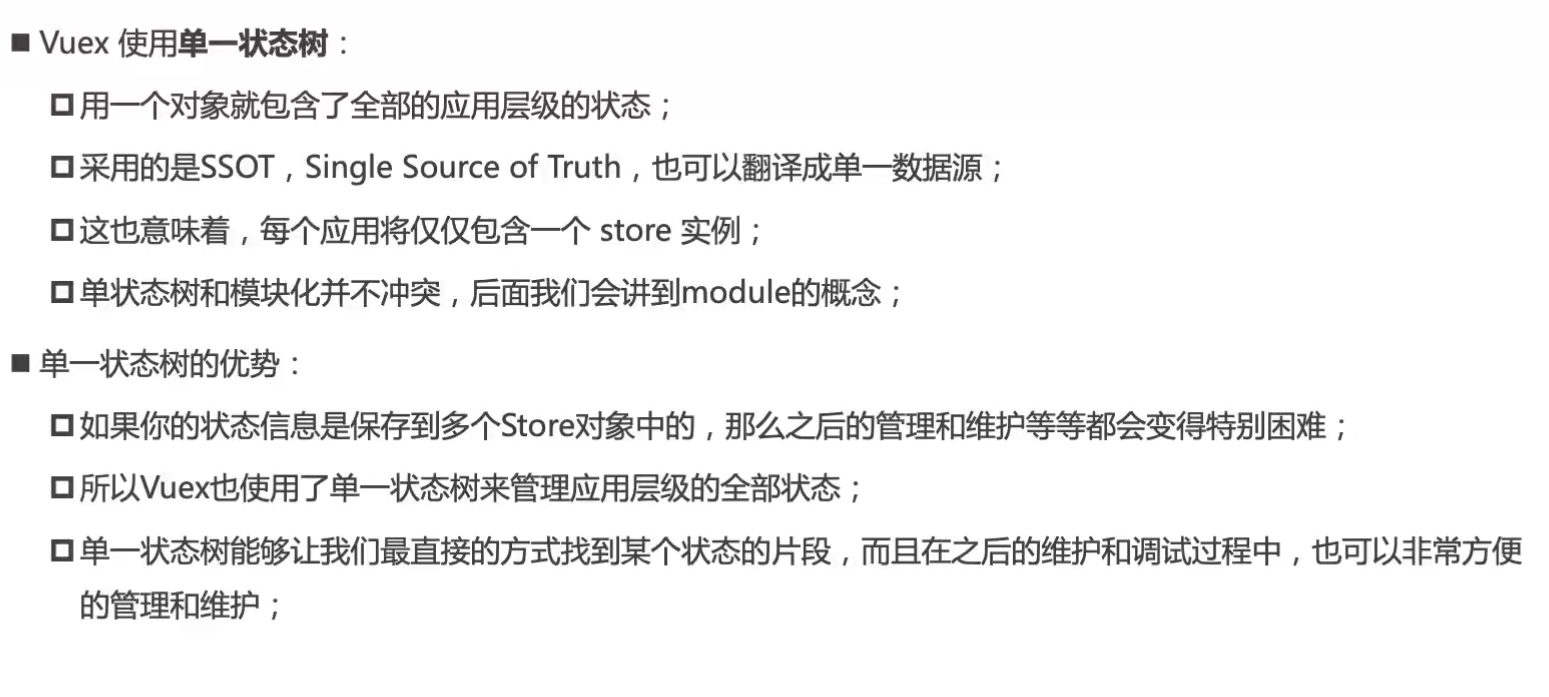 ■ Vuex 使用单一状态树：
□ 用一个对象就包含了全部的应用层级的状态；
□ 采用的是SSOT，Single Source of Truth，也可以翻译成单一数据源；
□ 这也意味着，每个应用将仅仅包含一个 store 实例；
□ 单状态树和模块化并不冲突，后面我们会讲到module的概念；
■ 单一状态树的优势：
□ 如果你的状态信息是保存到多个Store对象中的，那么之后的管理和维护等等都会变得特别困难；
□ 所以Vuex也使用了单一状态树来管理应用层级的全部状态；
□ 单一状态树能够让我们最直接的方式找到某个状态的片段，而且在之后的维护和调试过程中，也可以非常方便
的管理和维护；